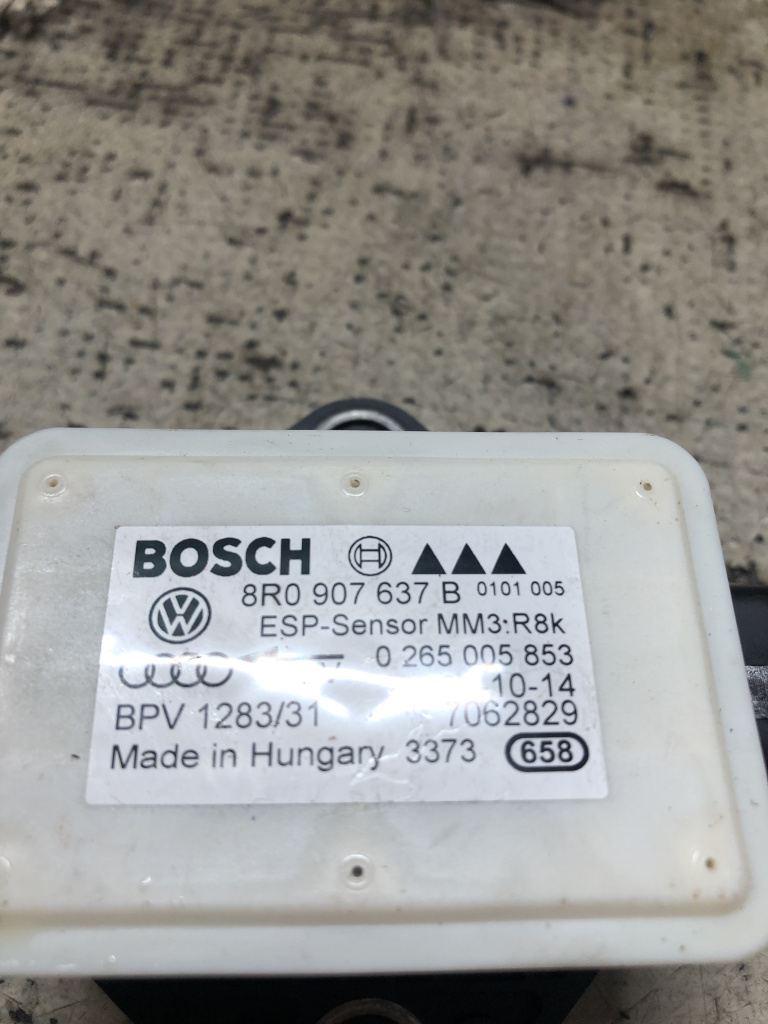 BOSCH
8R0 907 637 B 0101 005
ESP-Sensor MM3:R8k
0 265 005 853
10-14
BPV 1283/31 7062829
Made in Hungary 3373 658